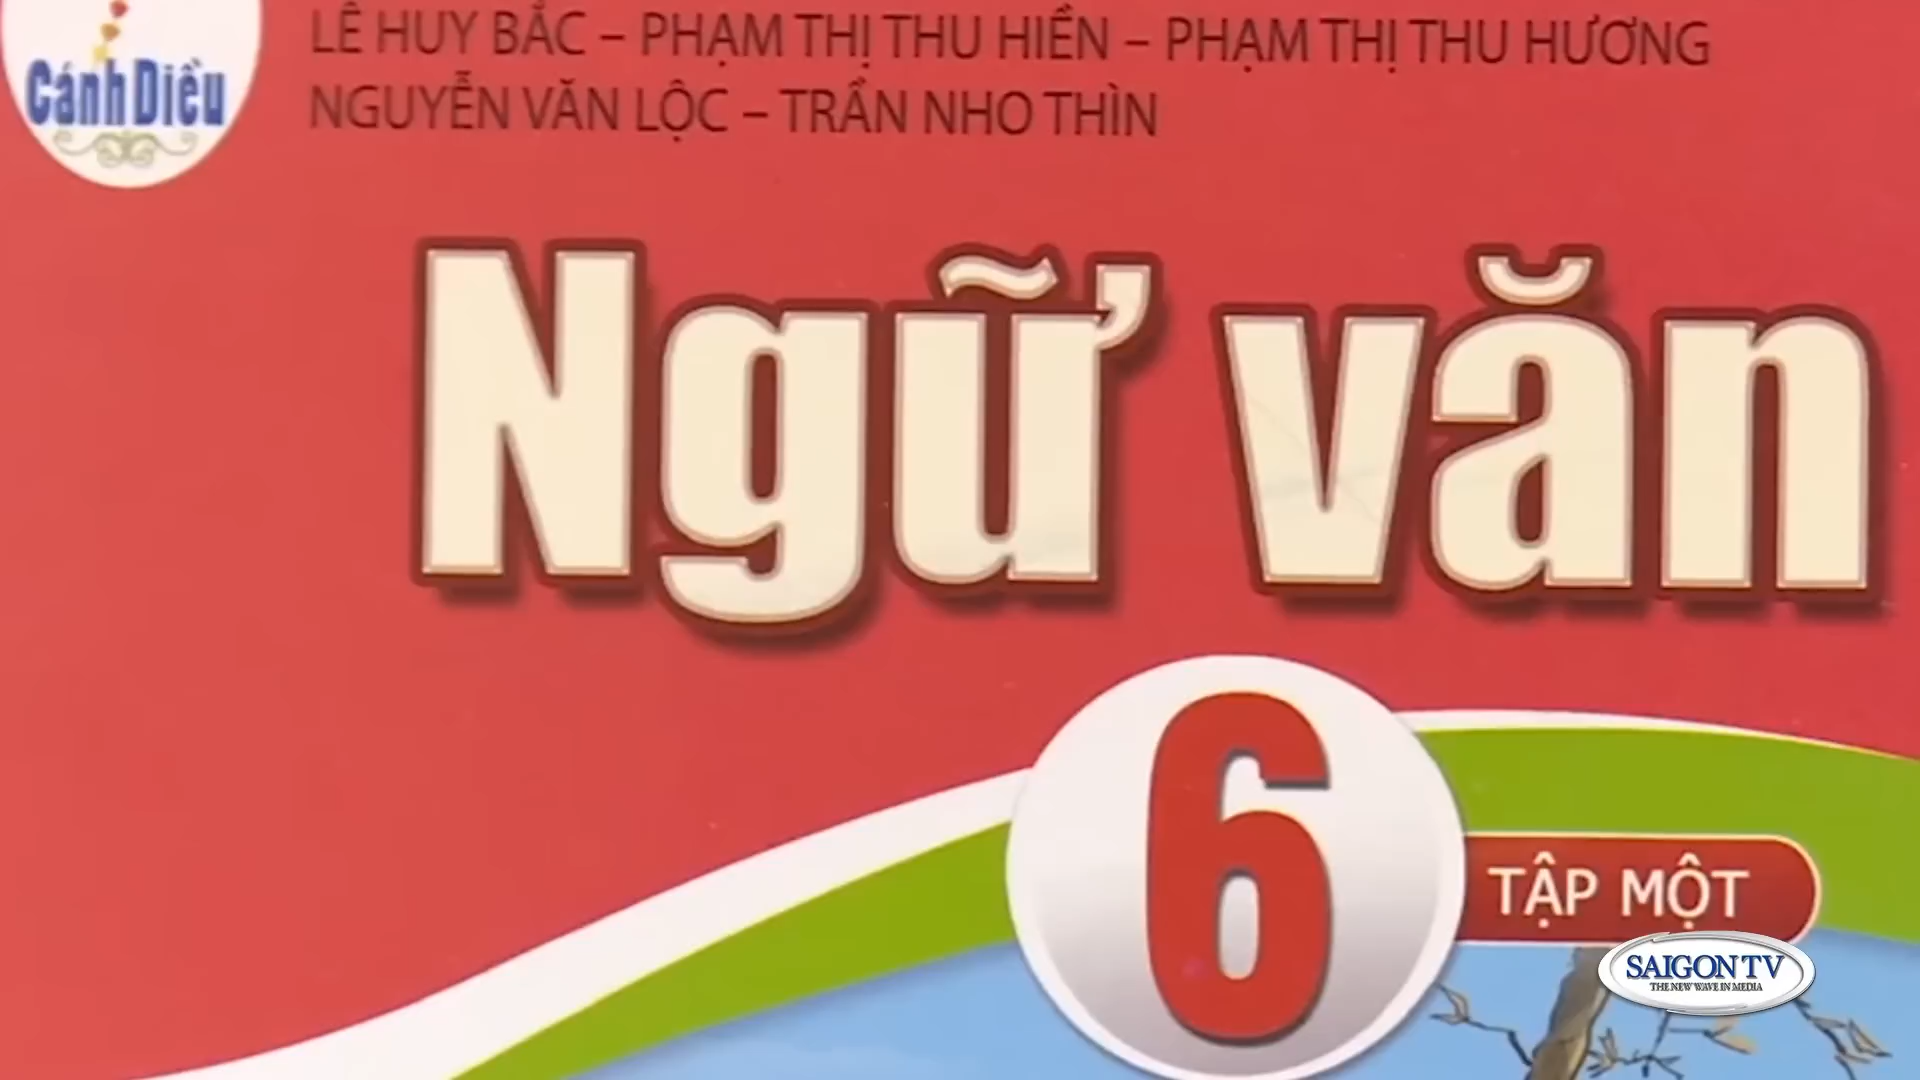 LÊ HUY BẮC – PHẠM THỊ THU HIỀN – PHẠM THỊ THU HƯƠNG
Cánh Diều
NGUYỄN VĂN LỘC – TRẦN NHO THÌN
Ngữ văn
6
TẬP MỘT
SAIGON TV
THE NEW WAVE IN MEDIA